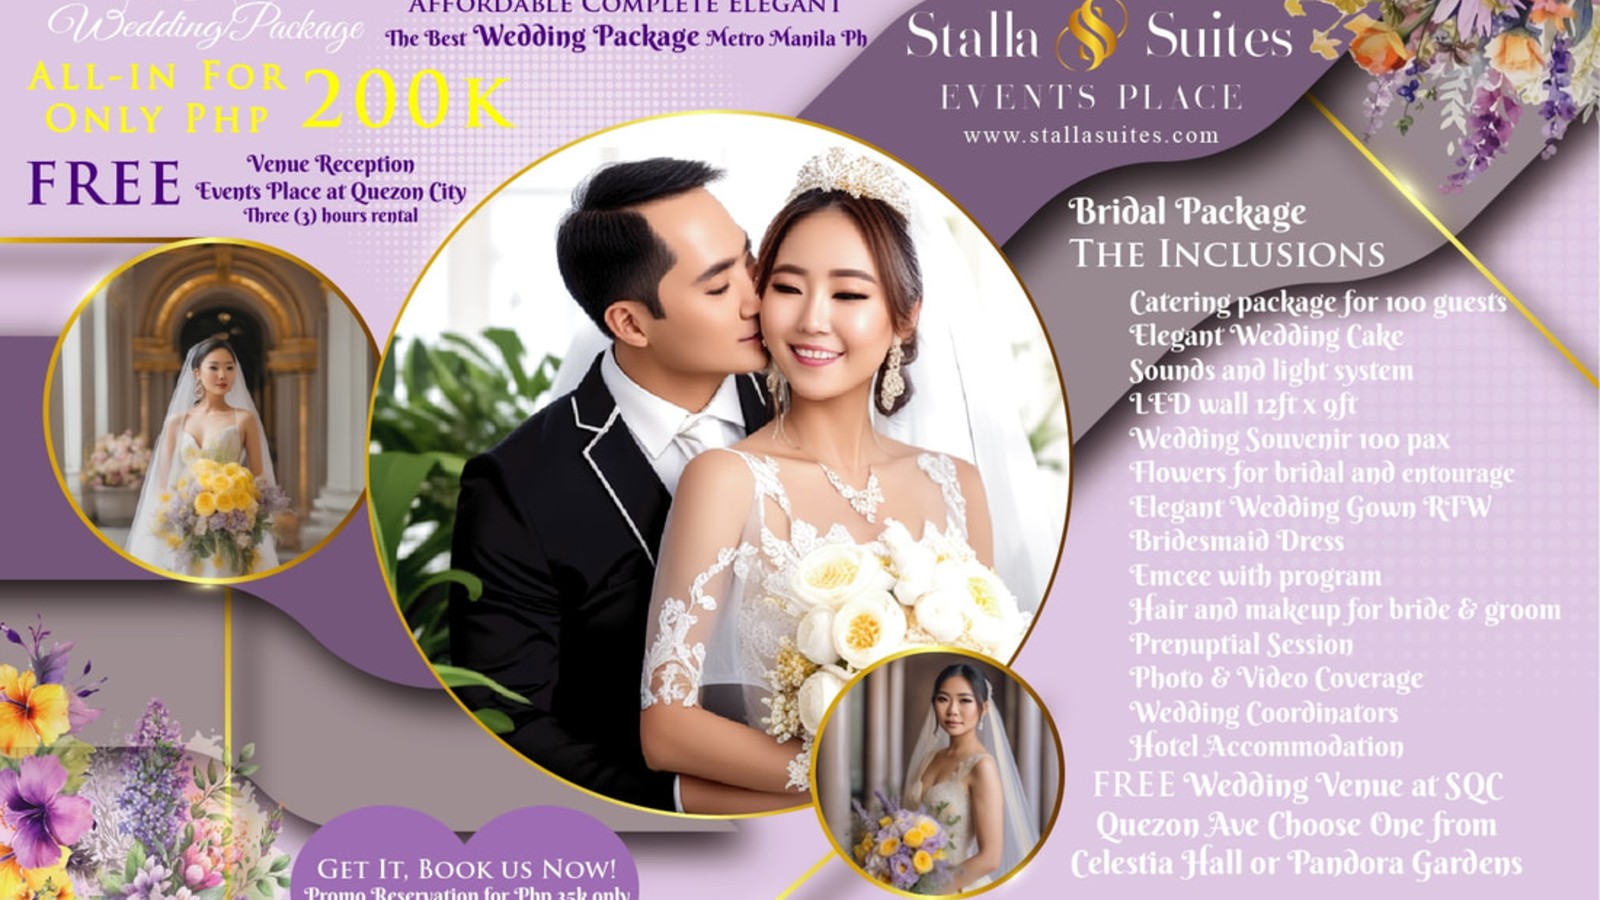 Wedding Package
AFFORDABLE COMPLETE ELEGANT
The Best Wedding Package Metro Manila Ph
ALL-IN FOR
ONLY PHP 200K
FREE
Venue Reception
Events Place at Quezon City
Three (3) hours rental
Stalla Suites
EVENTS PLACE
www.stallasuites.com
Bridal Package
THE INCLUSIONS
Catering package for 100 guests
Elegant Wedding Cake
Sounds and light system
LED wall 12ft x 9ft
Wedding Souvenir 100 pax
Flowers for bridal and entourage
Elegant Wedding Gown RTW
Bridesmaid Dress
Emcee with program
Hair and makeup for bride & groom
Prenuptial Session
Photo & Video Coverage
Wedding Coordinators
Hotel Accommodation
FREE Wedding Venue at SQC
Quezon Ave Choose One from
Celestia Hall or Pandora Gardens
GET IT, BOOK US NOW!
Promo Reservation for Php 35k only